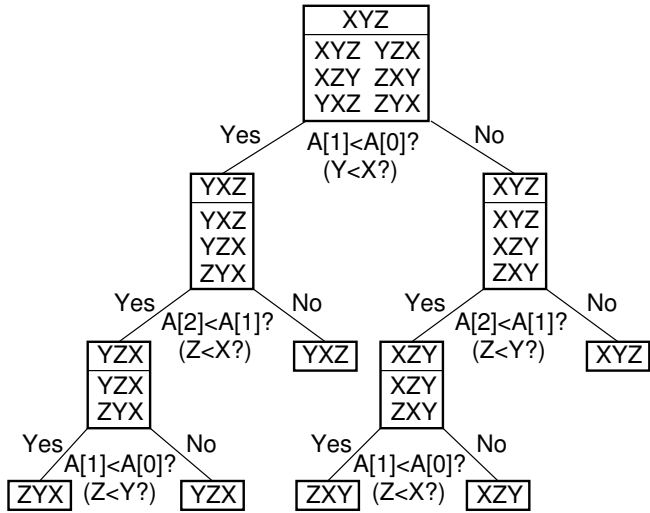 XYZ
XYZ YZX
XZY ZXY
YXZ ZYX
Yes
A[1]<A[0]?
(Y<X?)
No
YXZ
YXZ
YZX
ZYX
XYZ
XYZ
XZY
ZXY
Yes
A[2]<A[1]?
(Z<X?)
No
Yes
A[2]<A[1]?
(Z<Y?)
No
YZX
YZX
ZYX
YXZ
XZY
XZY
ZXY
XYZ
Yes
A[1]<A[0]?
(Z<Y?)
No
Yes
A[1]<A[0]?
(Z<X?)
No
ZYX
YZX
ZXY
XZY